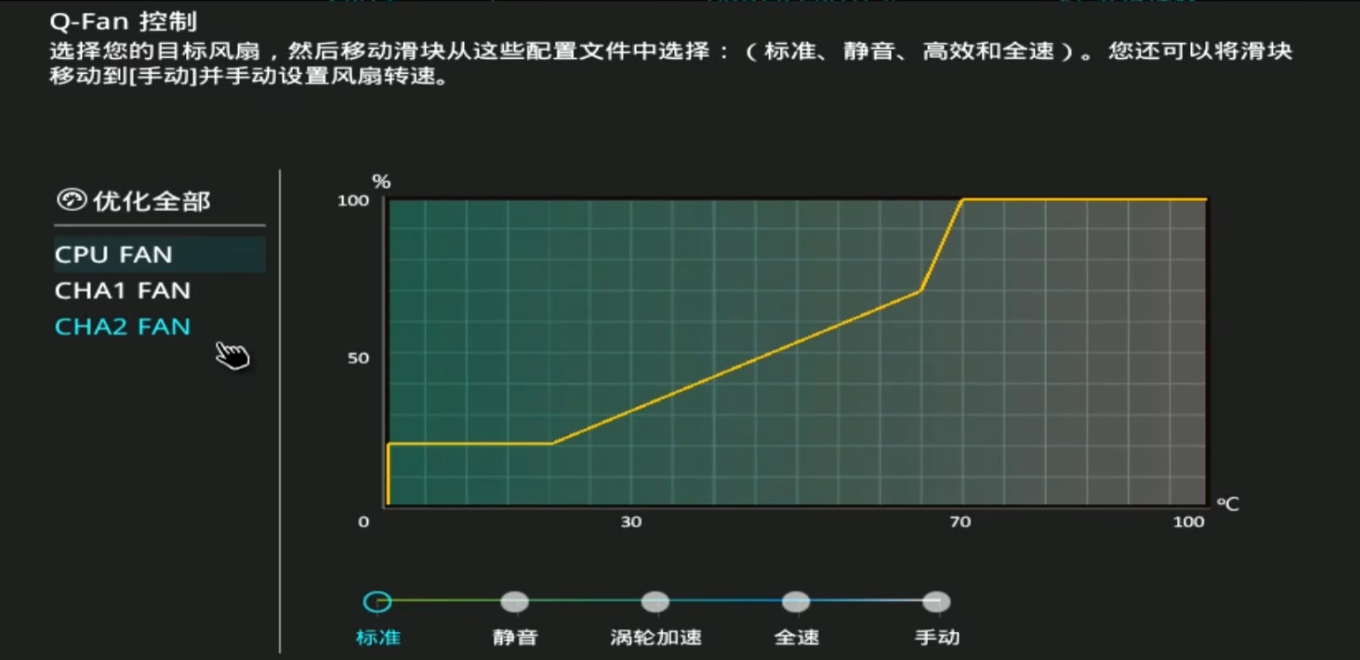 Q-Fan 控制
选择您的目标风扇，然后移动滑块从这些配置文件中选择：（标准、静音、高效和全速）。您还可以将滑块
移动到[手动]并手动设置风扇转速。
优化全部
CPU FAN
CHA1 FAN
CHA2 FAN
%
100
50
0
30
70
100
°C
标准
静音
涡轮加速
全速
手动